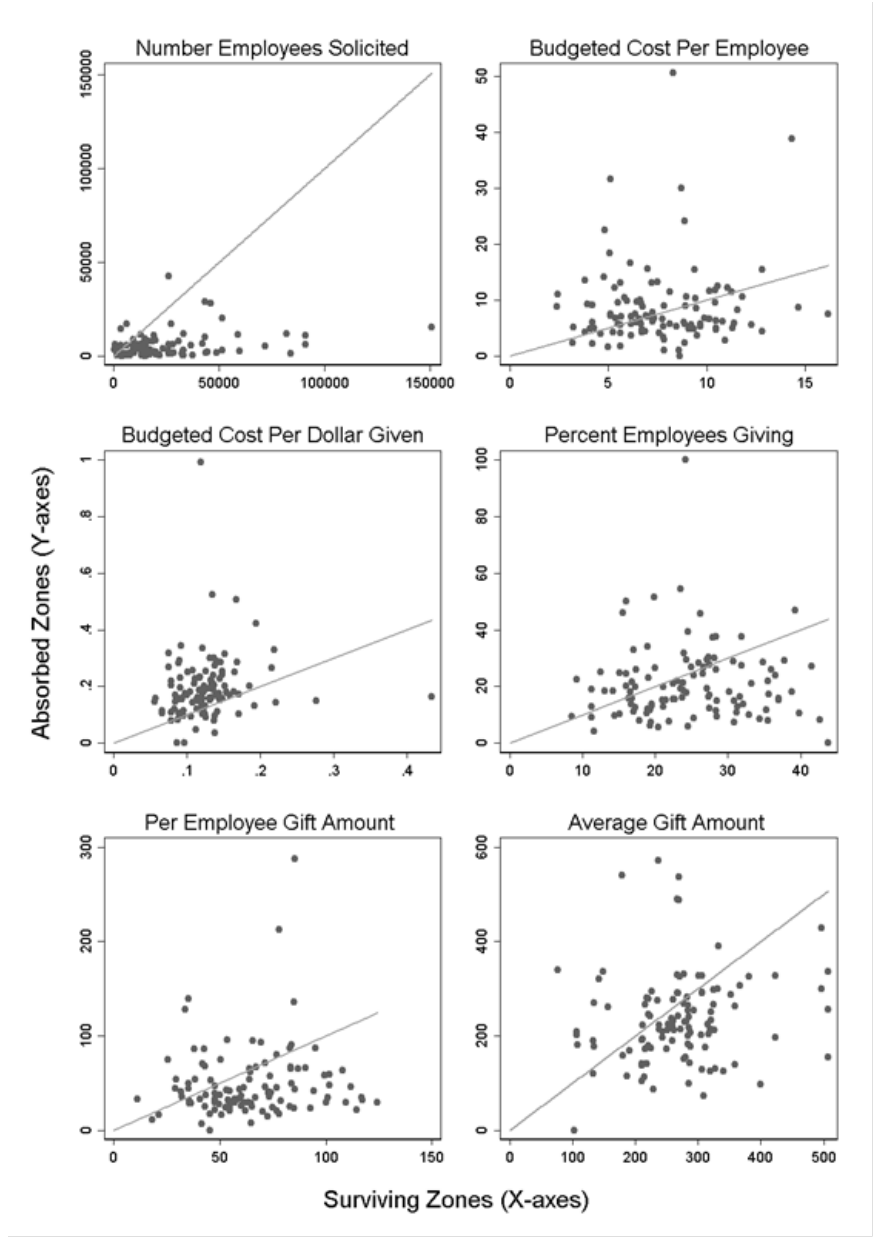 Number Employees Solicited
150000
100000
50000
0
0 50000 100000 150000
Budgeted Cost Per Employee
50
40
30
20
10
0
0 5 10 15
Budgeted Cost Per Dollar Given
1
.8
.6
.4
.2
0
0 .1 .2 .3 .4
Percent Employees Giving
100
80
60
40
20
0
0 10 20 30 40
Absorbed Zones (Y-axes)
Per Employee Gift Amount
300
200
100
0
0 50 100 150
Average Gift Amount
600
400
200
0
0 100 200 300 400 500
Surviving Zones (X-axes)